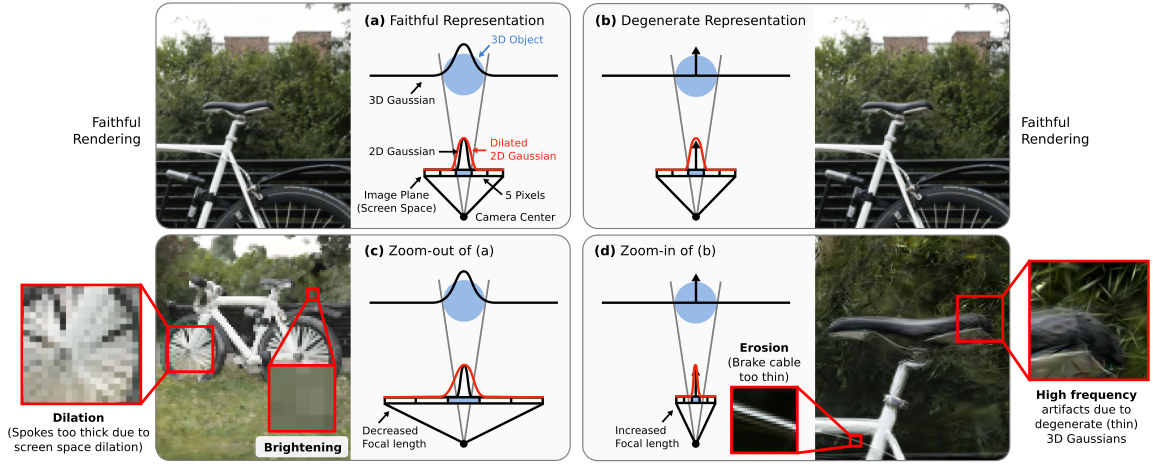 (a) Faithful Representation
3D Object
3D Gaussian
2D Gaussian
Dilated
2D Gaussian
Image Plane
(Screen Space)
5 Pixels
Camera Center
Faithful
Rendering
(b) Degenerate Representation
Faithful
Rendering
(c) Zoom-out of (a)
Decreased
Focal length
Dilation
(Spokes too thick due to
screen space dilation)
Brightening
(d) Zoom-in of (b)
Erosion
(Brake cable
too thin)
Increased
Focal length
High frequency
artifacts due to
degenerate (thin)
3D Gaussians